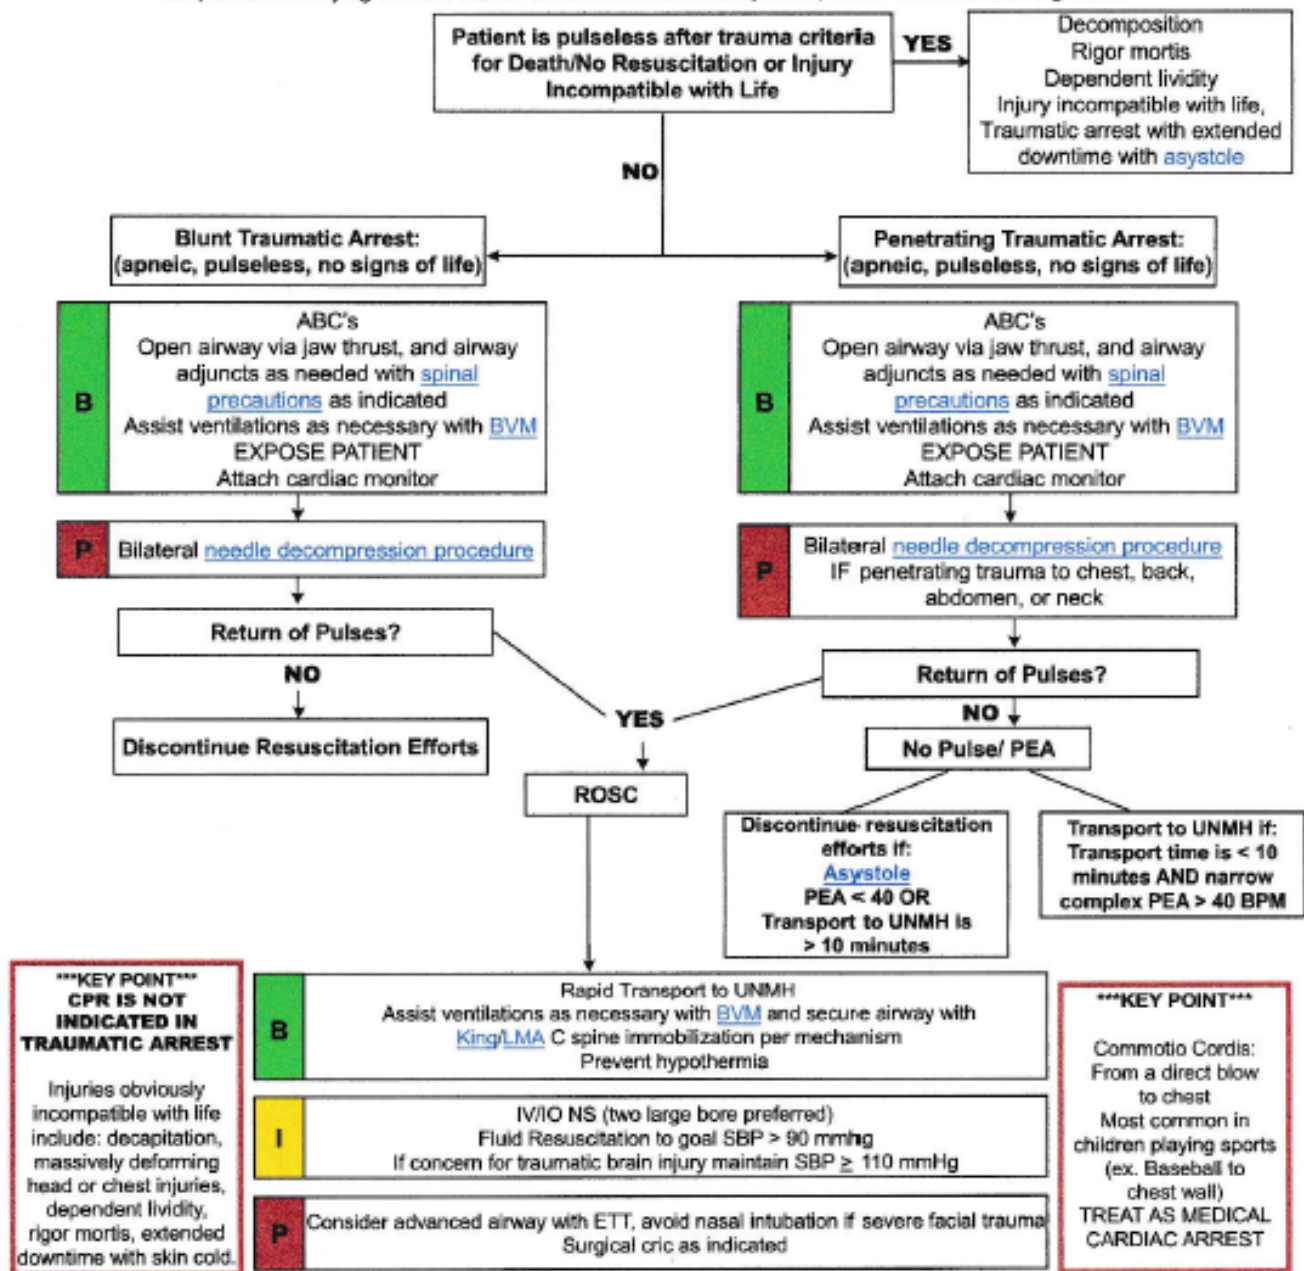 Patient is pulseless after trauma criteria
for Death/No Resuscitation or Injury
Incompatible with Life
YES
Decomposition
Rigor mortis
Dependent lividity
Injury incompatible with life,
Traumatic arrest with extended
downtime with asystole
NO
Blunt Traumatic Arrest:
(apneic, pulseless, no signs of life)
Penetrating Traumatic Arrest:
(apneic, pulseless, no signs of life)
B
ABC's
Open airway via jaw thrust, and airway
adjuncts as needed with spinal
precautions as indicated
Assist ventilations as necessary with BVM
EXPOSE PATIENT
Attach cardiac monitor
B
ABC's
Open airway via jaw thrust, and airway
adjuncts as needed with spinal
precautions as indicated
Assist ventilations as necessary with BVM
EXPOSE PATIENT
Attach cardiac monitor
P
Bilateral needle decompression procedure
P
Bilateral needle decompression procedure
IF penetrating trauma to chest, back,
abdomen, or neck
Return of Pulses?
NO
Discontinue Resuscitation Efforts
Return of Pulses?
NO
No Pulse/ PEA
YES
ROSC
Discontinue resuscitation
efforts if:
Asystole
PEA < 40 OR
Transport to UNMH is
> 10 minutes
Transport to UNMH if:
Transport time is < 10
minutes AND narrow
complex PEA > 40 BPM
***KEY POINT***
CPR IS NOT
INDICATED IN
TRAUMATIC ARREST
Injuries obviously
incompatible with life
include: decapitation,
massively deforming
head or chest injuries,
dependent lividity,
rigor mortis, extended
downtime with skin cold.
B
Rapid Transport to UNMH
Assist ventilations as necessary with BVM and secure airway with
King/LMA C spine immobilization per mechanism
Prevent hypothermia
I
IV/IO NS (two large bore preferred)
Fluid Resuscitation to goal SBP > 90 mmhg
If concern for traumatic brain injury maintain SBP ≥ 110 mmHg
P
Consider advanced airway with ETT, avoid nasal intubation if severe facial trauma
Surgical cric as indicated
***KEY POINT***
Commotio Cordis:
From a direct blow
to chest
Most common in
children playing sports
(ex. Baseball to
chest wall)
TREAT AS MEDICAL
CARDIAC ARREST